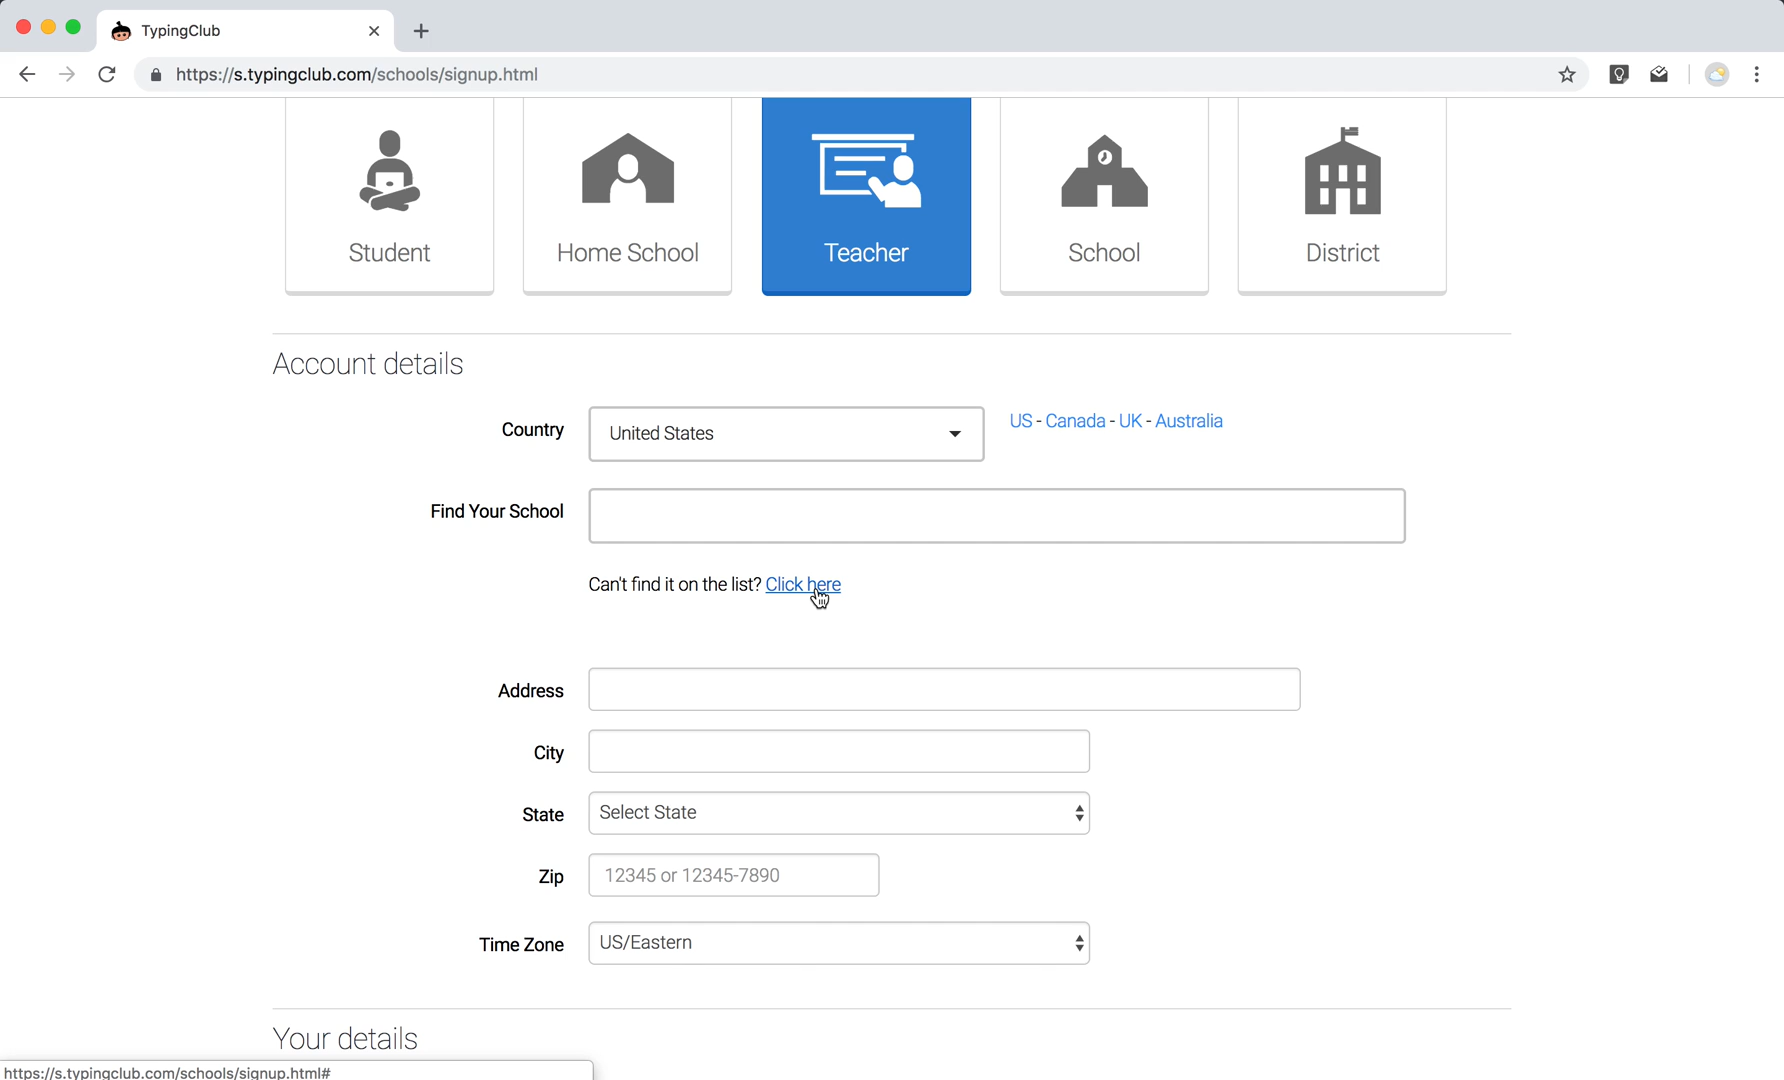 TypingClub
https://s.typingclub.com/schools/signup.html
Student
Home School
Teacher
School
District
Account details
Country
United States
US - Canada - UK - Australia
Find Your School
Can't find it on the list? Click here
Address
City
State
Select State
Zip
12345 or 12345-7890
Time Zone
US/Eastern
Your details
https://s.typingclub.com/schools/signup.html#